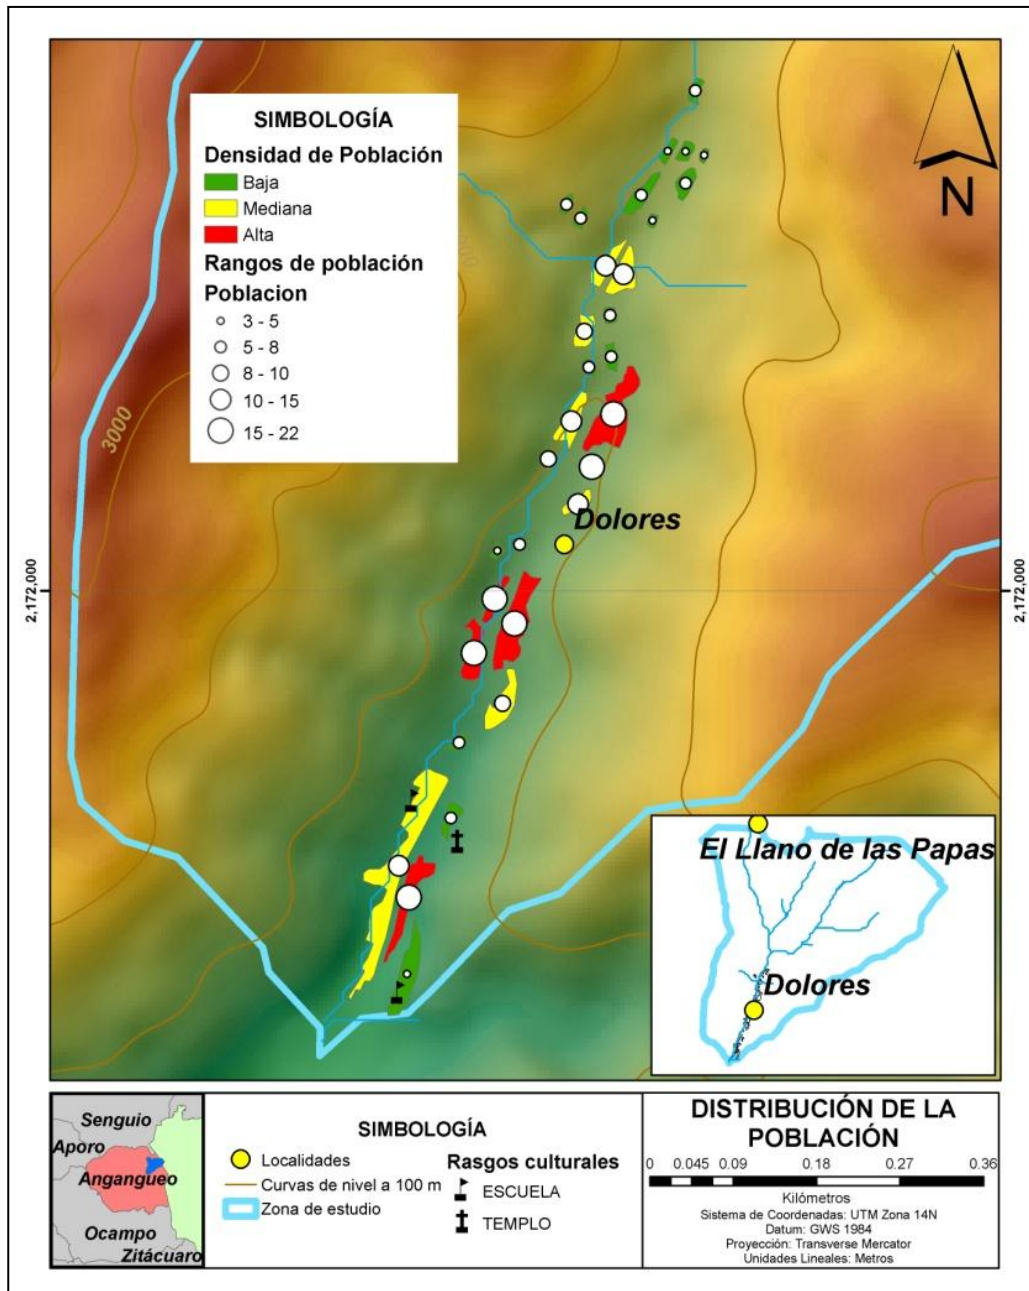 SIMBOLOGÍA
Densidad de Población
Baja
Mediana
Alta
Rangos de población
Poblacion
3 - 5
5 - 8
8 - 10
10 - 15
15 - 22
N
3000
Dolores
2,172,000
2,172,000
El Llano de las Papas
Dolores
Senguio
Aporo
Angangueo
Ocampo
Zitácuaro
SIMBOLOGÍA
Localidades
Curvas de nivel a 100 m
Zona de estudio
Rasgos culturales
ESCUELA
TEMPLO
DISTRIBUCIÓN DE LA
POBLACIÓN
0 0.045 0.09 0.18 0.27 0.36
Kilómetros
Sistema de Coordenadas: UTM Zona 14N
Datum: GWS 1984
Proyección: Transverse Mercator
Unidades Lineales: Metros